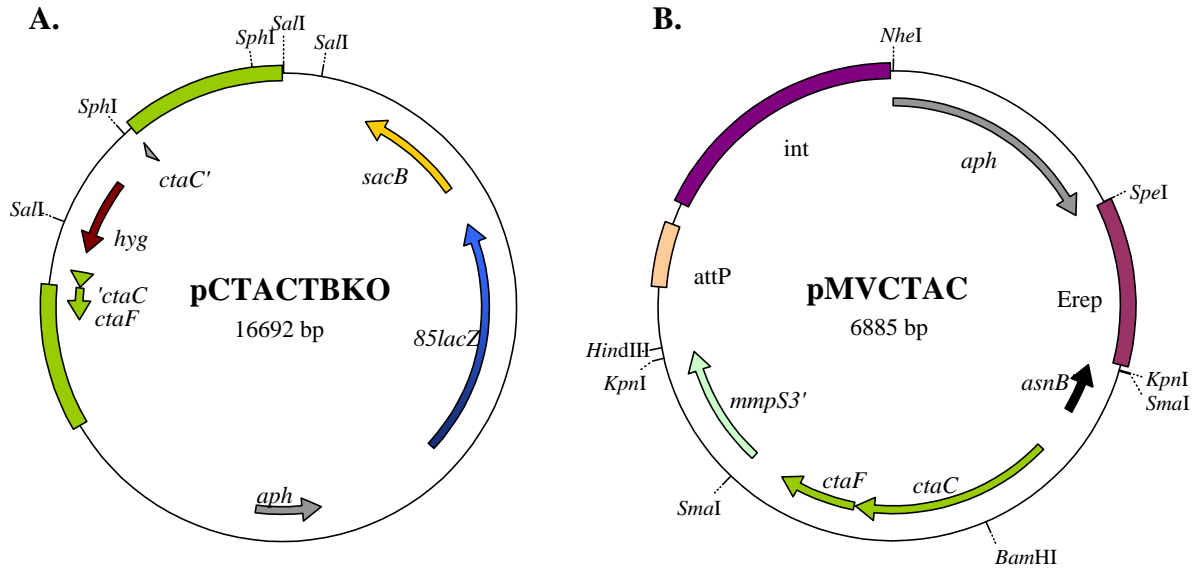 A.
SphI
SalI
SalI
SphI
ctaC'
sacB
SalI
hyg
'ctaC
ctaF
pCTACTBKO
16692 bp
85lacZ
aph
B.
NheI
int
aph
SpeI
attP
pMVCTAC
6885 bp
Erep
HindIII
KpnI
mmpS3'
asnB
KpnI
SmaI
SmaI
ctaF
ctaC
BamHI